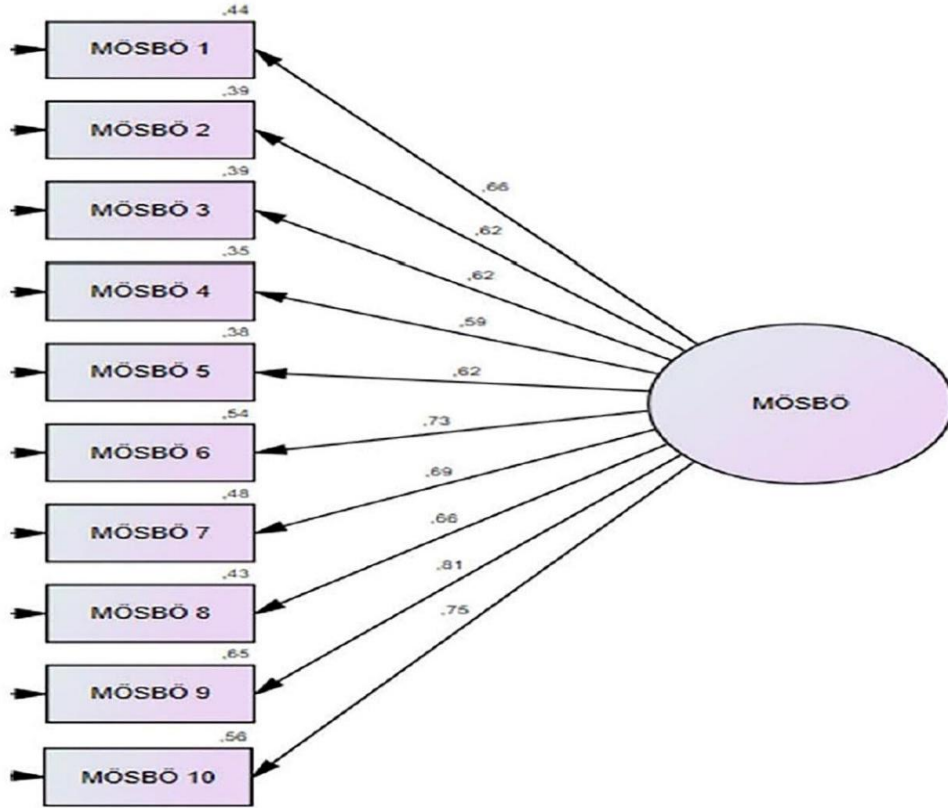 ,44
MÖSBÖ 1
,39
MÖSBÖ 2
,39
MÖSBÖ 3
,35
MÖSBÖ 4
,38
MÖSBÖ 5
,54
MÖSBÖ 6
,48
MÖSBÖ 7
,43
MÖSBÖ 8
,65
MÖSBÖ 9
,56
MÖSBÖ 10
,66
,62
,62
,59
,62
,73
,69
,66
,81
,75
MÖSBÖ